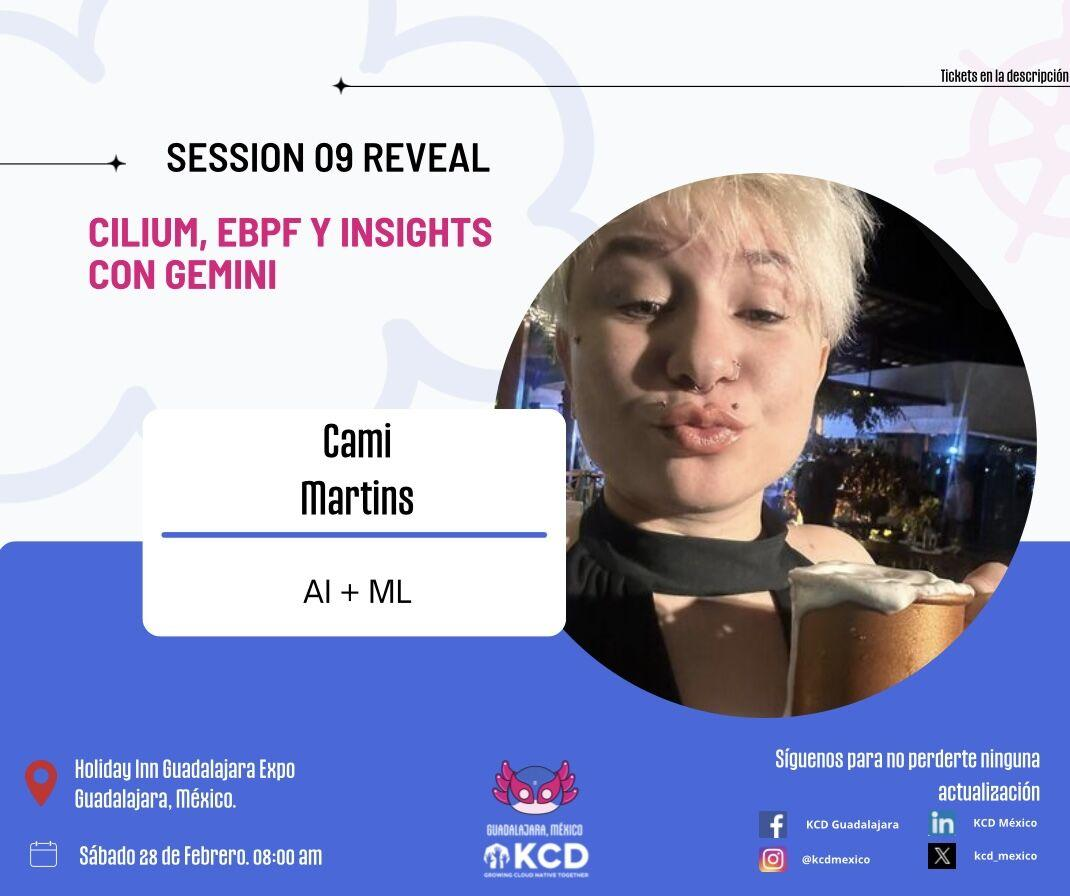 Tickets en la descripción
SESSION 09 REVEAL
CILIUM, EBPF Y INSIGHTS
CON GEMINI
Cami
Martins
AI + ML
Holiday Inn Guadalajara Expo
Guadalajara, México.
Sábado 28 de Febrero. 08:00 am
GUADALAJARA, MÉXICO
KCD
GROWING CLOUD NATIVE TOGETHER
Síguenos para no perderte ninguna
actualización
KCD Guadalajara
KCD México
@kcdmexico
kcd_mexico